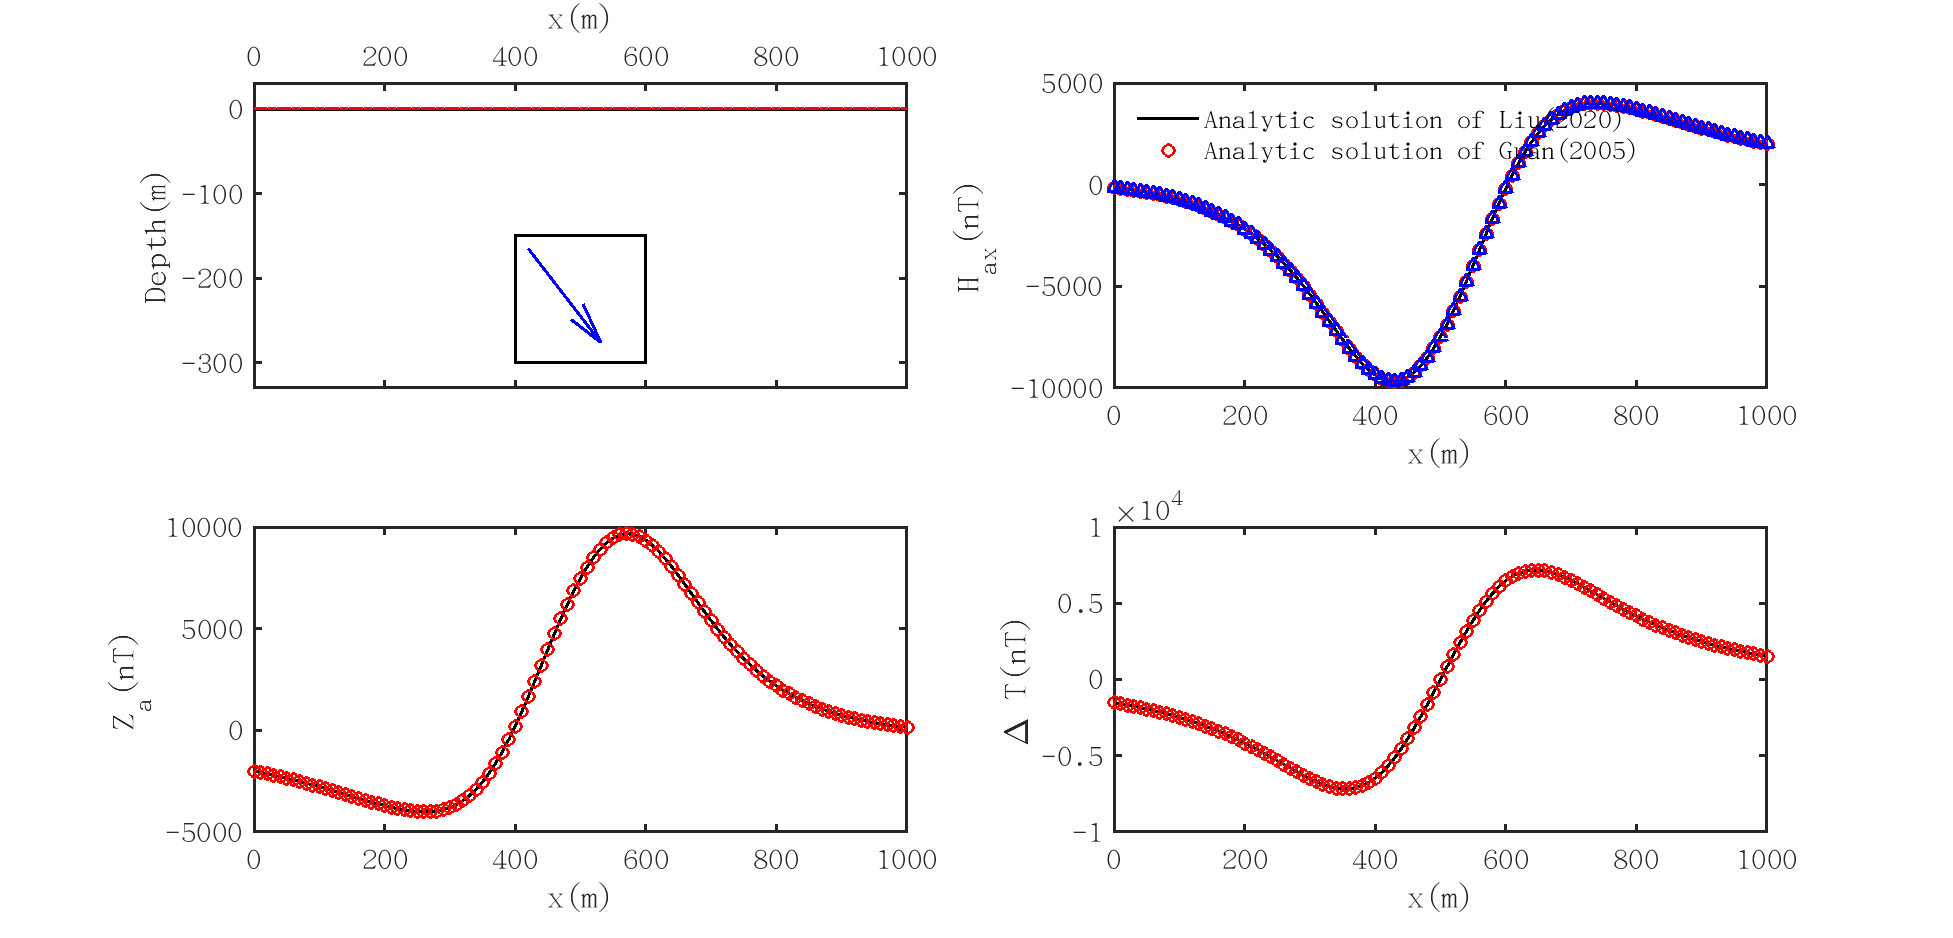 x(m)
0 200 400 600 800 1000
0
-100
-200
-300
Depth(m)
5000
0
-5000
-10000
H_ax (nT)
Analytic solution of Liu(2020)
Analytic solution of Guan(2005)
0 200 400 600 800 1000
x(m)
10000
5000
0
-5000
Z_a (nT)
0 200 400 600 800 1000
x(m)
×10^4
1
0.5
0
-0.5
-1
Δ T(nT)
0 200 400 600 800 1000
x(m)